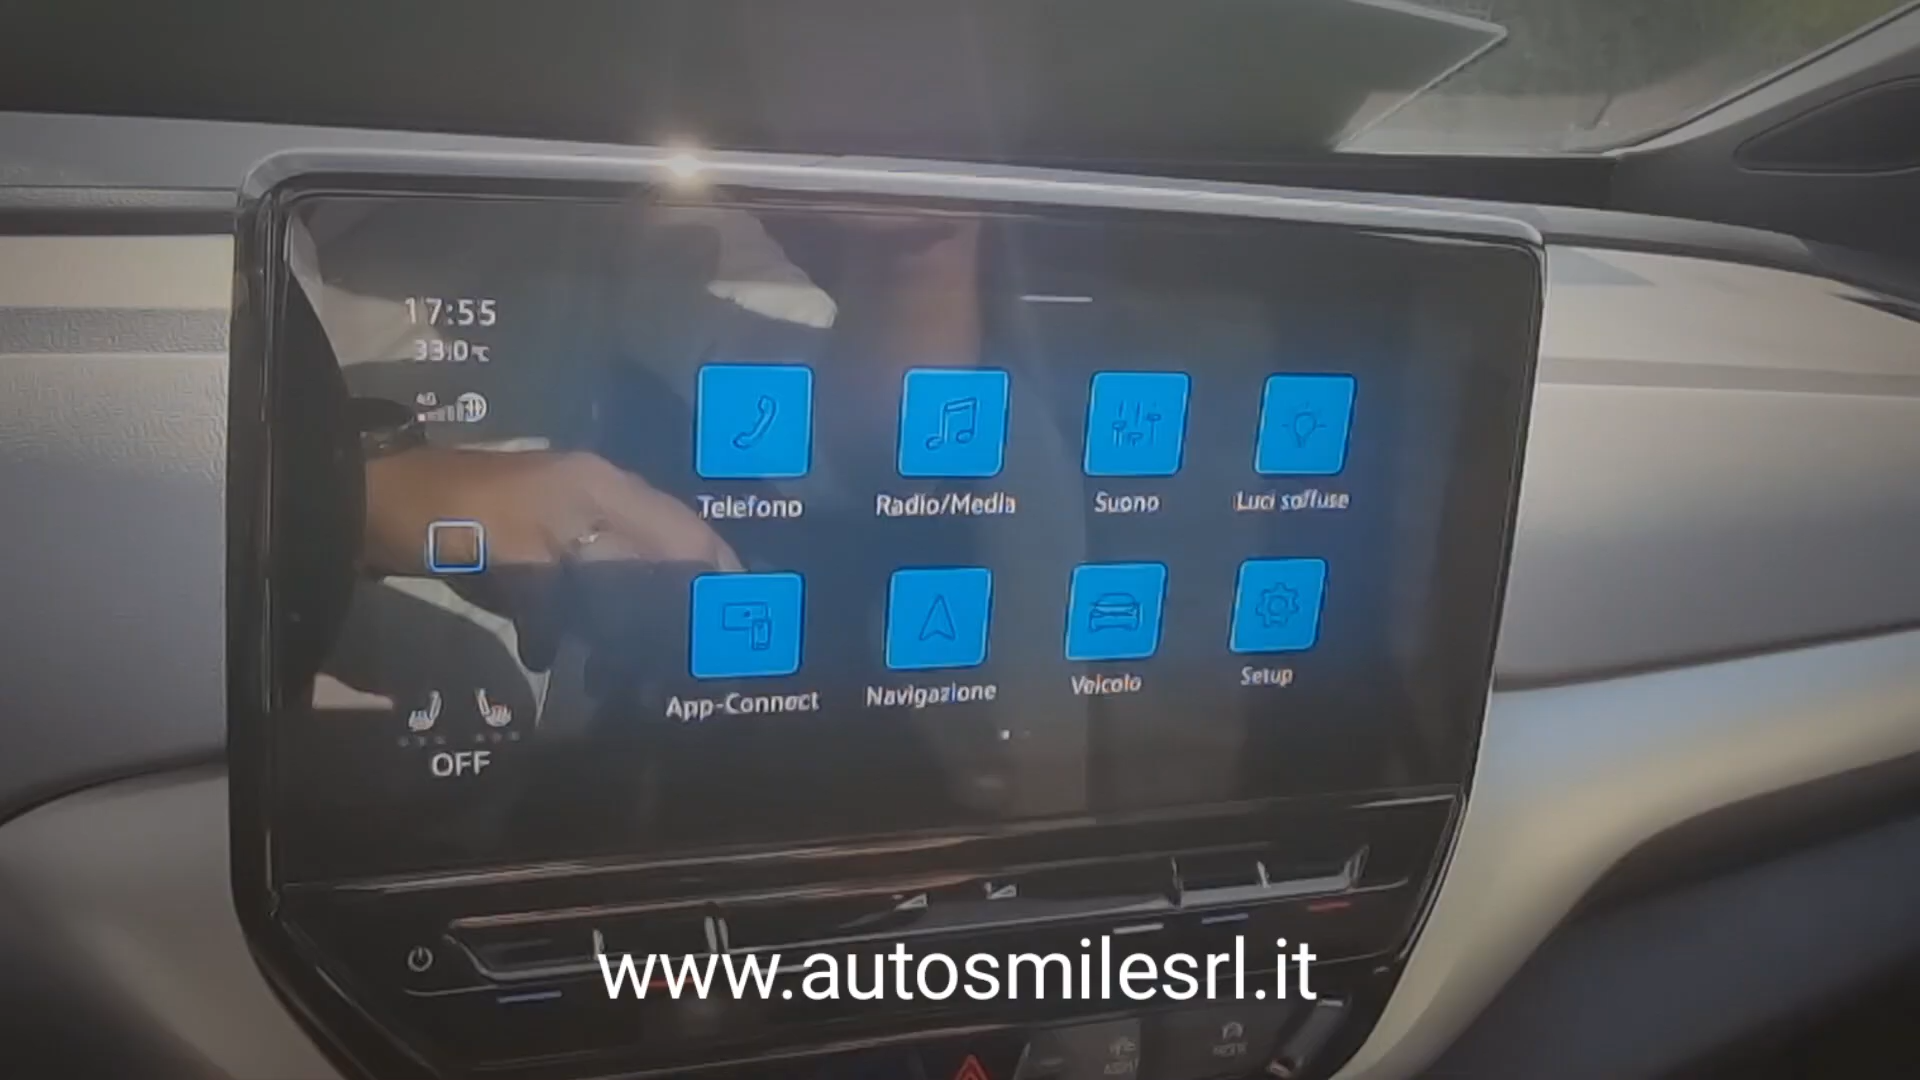 17:55
33.0°C
4G
Telefono
Radio/Media
Suono
Luci soffuse
App-Connect
Navigazione
Veicolo
Setup
OFF
www.autosmilesrl.it